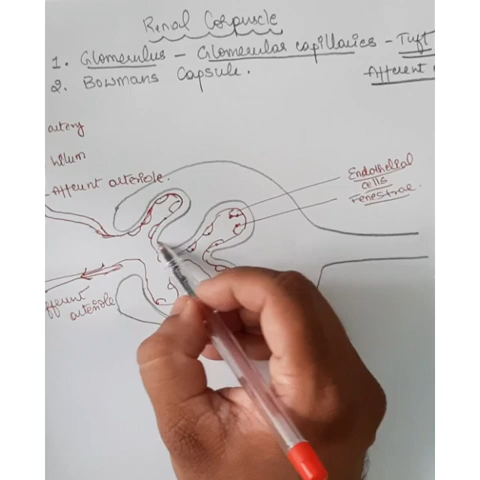 Renal Corpuscle
1. Glomerulus - Glomerular capillaries - Tuft
Afferent
2. Bowmans Capsule.
artery
hilum
- Afferent arteriole.
Endothelial
cells
Fenestrae.
fferent
arteriole